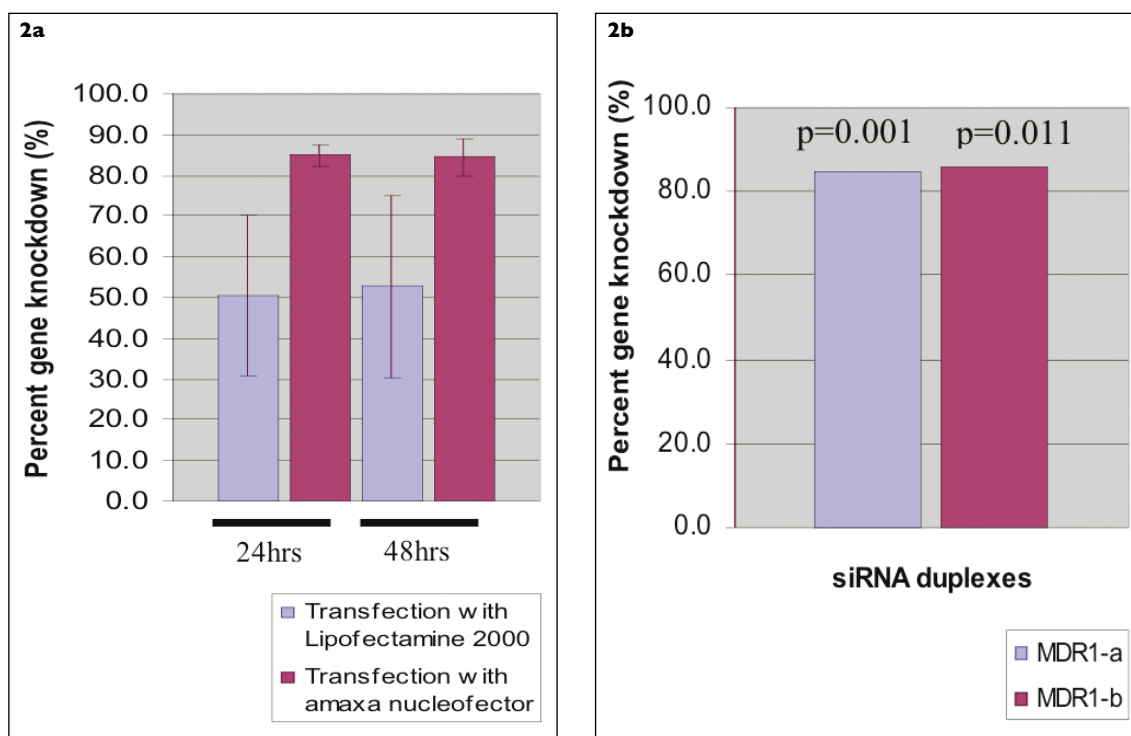 2a
Percent gene knockdown (%)
100.0
90.0
80.0
70.0
60.0
50.0
40.0
30.0
20.0
10.0
0.0
24hrs 48hrs
Transfection with
Lipofectamine 2000
Transfection with
amaxa nucleofector
2b
Percent gene knockdown (%)
100.0
80.0
60.0
40.0
20.0
0.0
p=0.001 p=0.011
siRNA duplexes
MDR1-a
MDR1-b